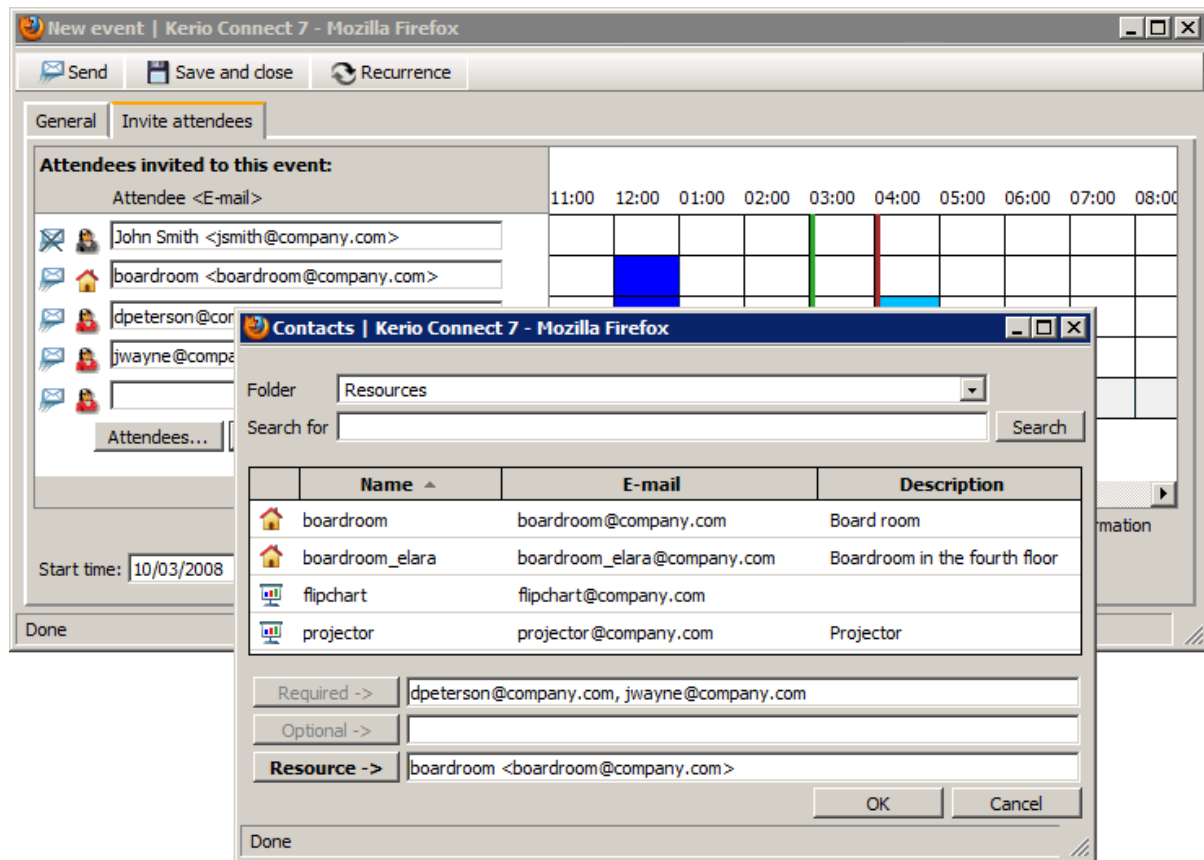 New event | Kerio Connect 7 - Mozilla Firefox
Send Save and close Recurrence
General Invite attendees
Attendees invited to this event:
Attendee <E-mail> 11:00 12:00 01:00 02:00 03:00 04:00 05:00 06:00 07:00 08:00
John Smith <jsmith@company.com>
boardroom <boardroom@company.com>
dpeterson@com
jwayne@compa
Attendees...
Start time: 10/03/2008
Done
rmation
Contacts | Kerio Connect 7 - Mozilla Firefox
Folder Resources
Search for Search
Name E-mail Description
boardroom boardroom@company.com Board room
boardroom_elara boardroom_elara@company.com Boardroom in the fourth floor
flipchart flipchart@company.com
projector projector@company.com Projector
Required -> dpeterson@company.com, jwayne@company.com
Optional ->
Resource -> boardroom <boardroom@company.com>
OK Cancel
Done